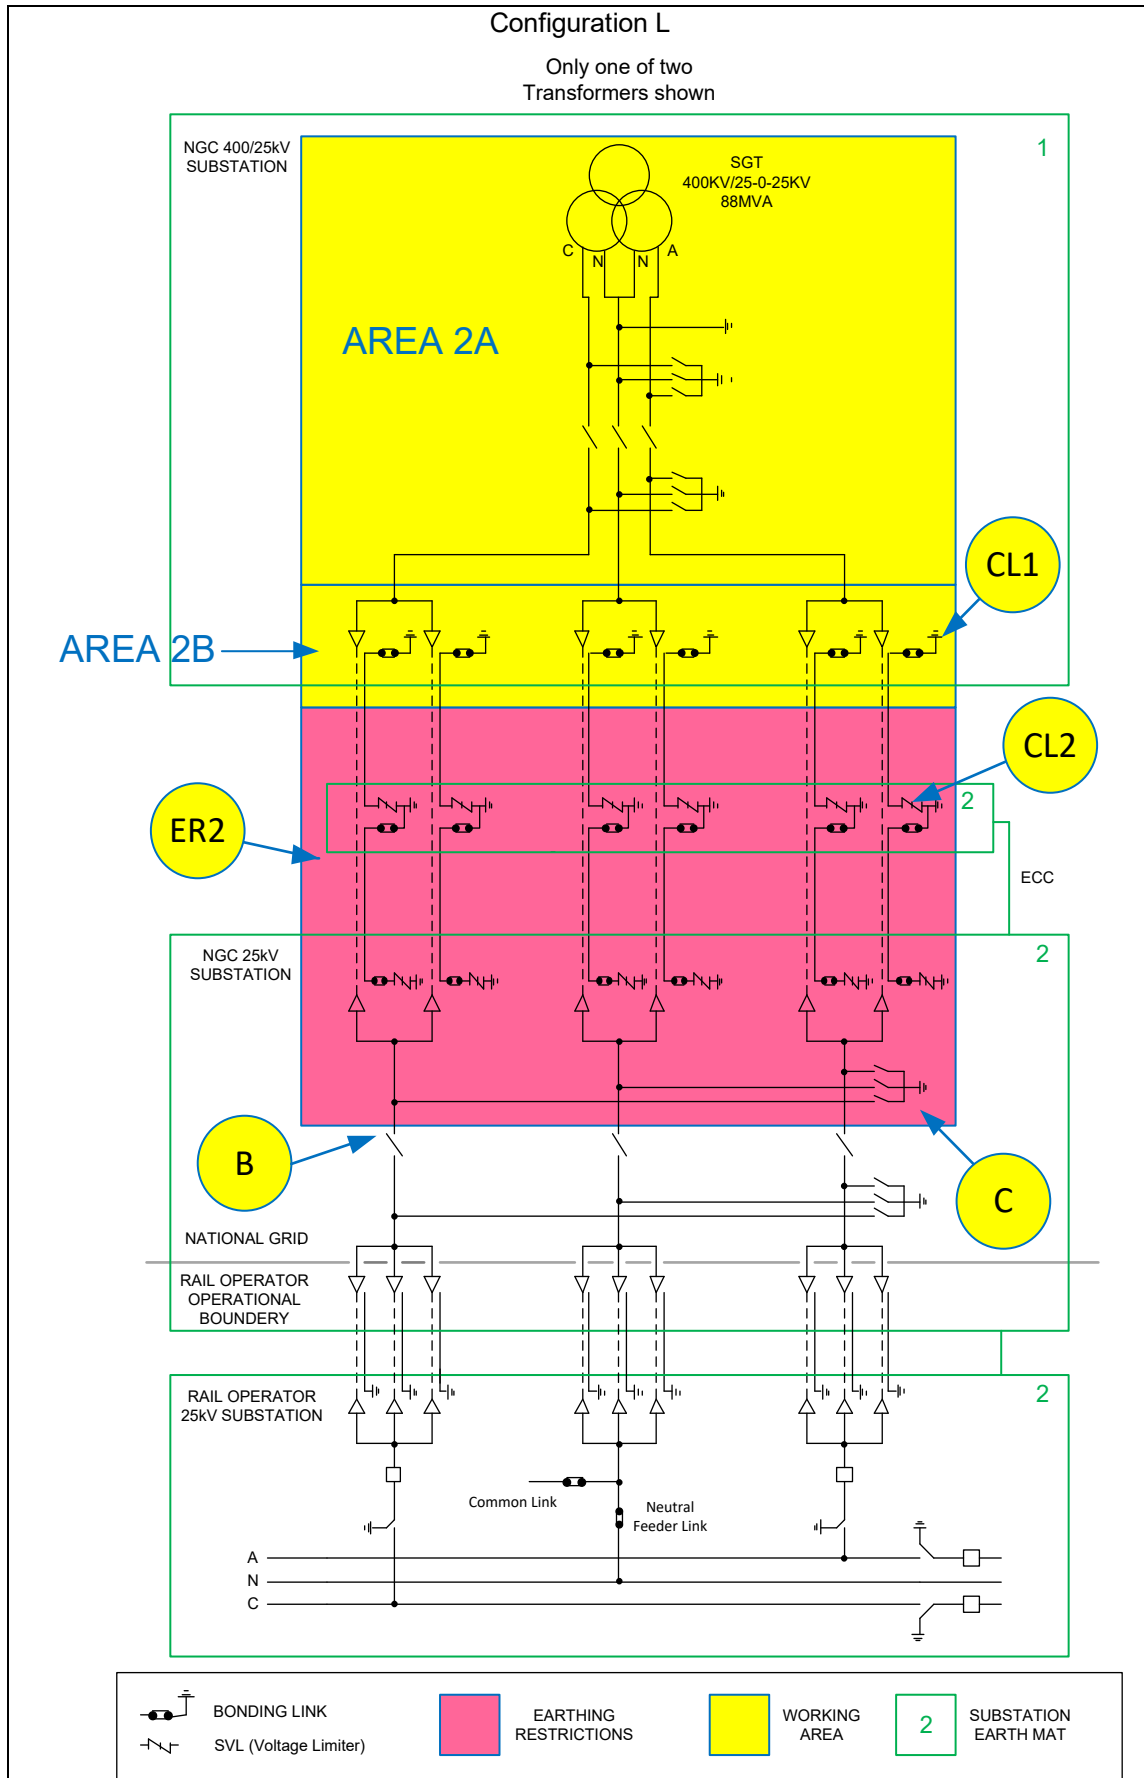 Configuration L
Only one of two
Transformers shown
NGC 400/25kV
SUBSTATION
1
SGT
400KV/25-0-25KV
88MVA
C
N
N
A
AREA 2A
CL1
AREA 2B
CL2
2
ER2
ECC
NGC 25kV
SUBSTATION
2
B
C
NATIONAL GRID
RAIL OPERATOR
OPERATIONAL
BOUNDERY
RAIL OPERATOR
25kV SUBSTATION
2
Common Link
Neutral
Feeder Link
A
N
C
BONDING LINK
SVL (Voltage Limiter)
EARTHING
RESTRICTIONS
WORKING
AREA
2
SUBSTATION
EARTH MAT